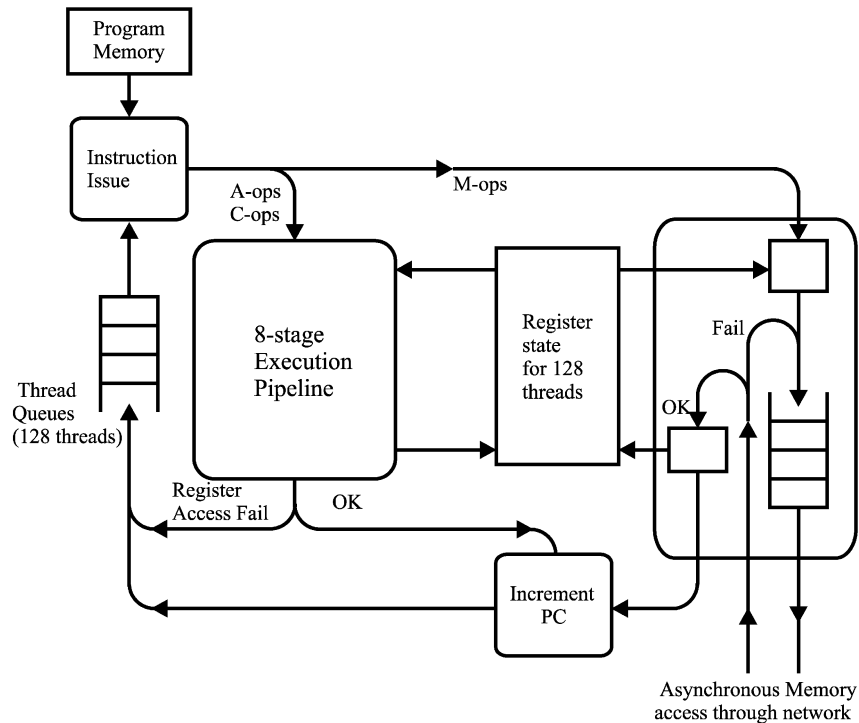 Program
Memory
Instruction
Issue
A-ops
C-ops
M-ops
8-stage
Execution
Pipeline
Register
state
for 128
threads
Fail
OK
Thread
Queues
(128 threads)
Register
Access Fail
OK
Increment
PC
Asynchronous Memory
access through network